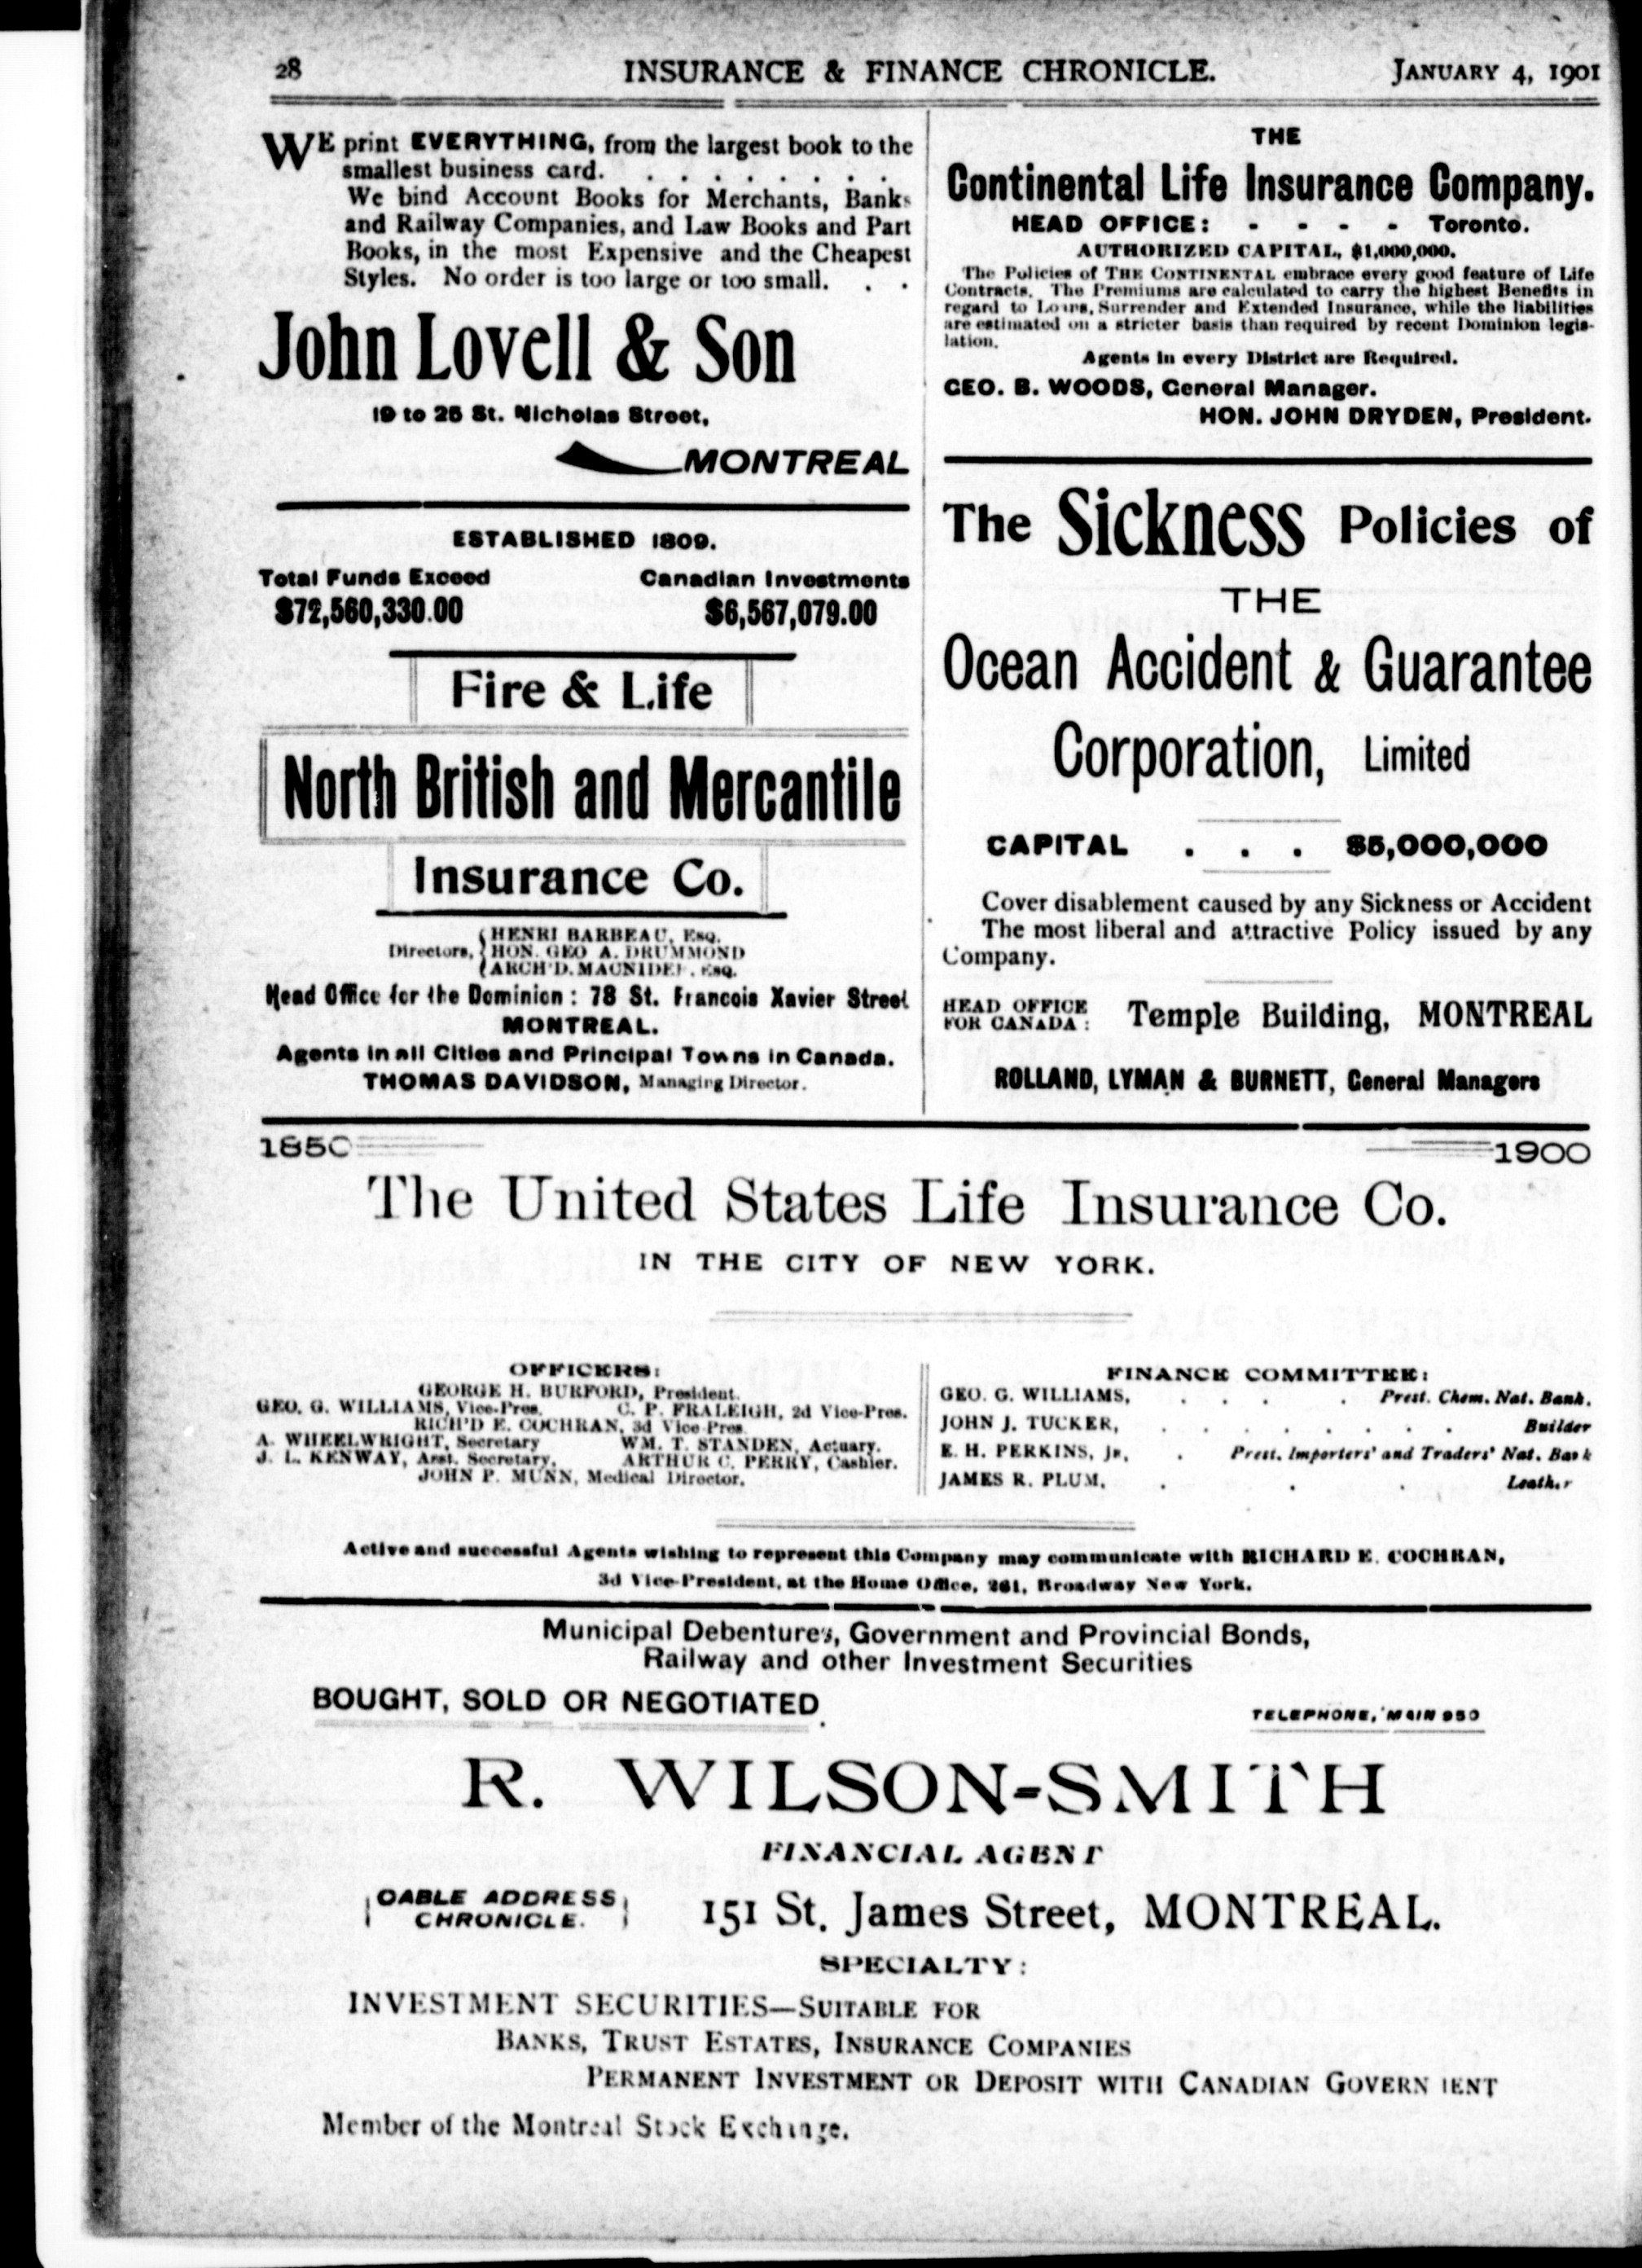 28 INSURANCE & FINANCE CHRONICLE. JANUARY 4, 1901
WE print EVERYTHING, from the largest book to the
smallest business card. . . . . . . . .
We bind Account Books for Merchants, Banks
and Railway Companies, and Law Books and Part
Books, in the most Expensive and the Cheapest
Styles. No order is too large or too small. . .
John Lovell & Son
19 to 25 St. Nicholas Street,
MONTREAL
ESTABLISHED 1809.
Total Funds Exceed Canadian Investments
$72,560,330.00 $6,567,079.00
Fire & Life
North British and Mercantile
Insurance Co.
Directors, { HENRI BARBEAU, Esq.
HON. GEO A. DRUMMOND
ARCH'D. MACNIDER, Esq.
Head Office for the Dominion : 78 St. Francois Xavier Street
MONTREAL.
Agents in all Cities and Principal Towns in Canada.
THOMAS DAVIDSON, Managing Director.
THE
Continental Life Insurance Company.
HEAD OFFICE: - - - - Toronto.
AUTHORIZED CAPITAL, $1,000,000.
The Policies of THE CONTINENTAL embrace every good feature of Life
Contracts. The Premiums are calculated to carry the highest Benefits in
regard to Loans, Surrender and Extended Insurance, while the liabilities
are estimated on a stricter basis than required by recent Dominion legis-
lation.
Agents in every District are Required.
GEO. B. WOODS, General Manager.
HON. JOHN DRYDEN, President.
The Sickness Policies of
THE
Ocean Accident & Guarantee
Corporation, Limited
CAPITAL . . . $5,000,000
Cover disablement caused by any Sickness or Accident
The most liberal and attractive Policy issued by any
Company.
HEAD OFFICE
FOR CANADA : Temple Building, MONTREAL
ROLLAND, LYMAN & BURNETT, General Managers
1850 1900
The United States Life Insurance Co.
IN THE CITY OF NEW YORK.
OFFICERS:
GEORGE H. BURFORD, President.
GEO. G. WILLIAMS, Vice-Pres. C. P. FRALEIGH, 2d Vice-Pres.
RICH'D E. COCHRAN, 3d Vice Pres
A. WHEELWRIGHT, Secretary WM. T. STANDEN, Actuary.
J. L. KENWAY, Asst. Secretary, ARTHUR C. PERRY, Cashier.
JOHN P. MUNN, Medical Director.
FINANCE COMMITTEE:
GEO. G. WILLIAMS, . . . . Prest. Chem. Nat. Bank.
JOHN J. TUCKER, . . . . . . . . Builder
E. H. PERKINS, Jr, . Prest. Importers' and Traders' Nat. Bank
JAMES R. PLUM, . . . Leather
Active and successful Agents wishing to represent this Company may communicate with RICHARD E. COCHRAN,
3d Vice-President, at the Home Office, 261, Broadway New York.
Municipal Debentures, Government and Provincial Bonds,
Railway and other Investment Securities
BOUGHT, SOLD OR NEGOTIATED.
TELEPHONE, MAIN 950
R. WILSON-SMITH
FINANCIAL AGENT
CABLE ADDRESS
CHRONICLE. 151 St. James Street, MONTREAL.
SPECIALTY :
INVESTMENT SECURITIES—SUITABLE FOR
BANKS, TRUST ESTATES, INSURANCE COMPANIES
PERMANENT INVESTMENT OR DEPOSIT WITH CANADIAN GOVERNMENT
Member of the Montreal Stock Exchange.